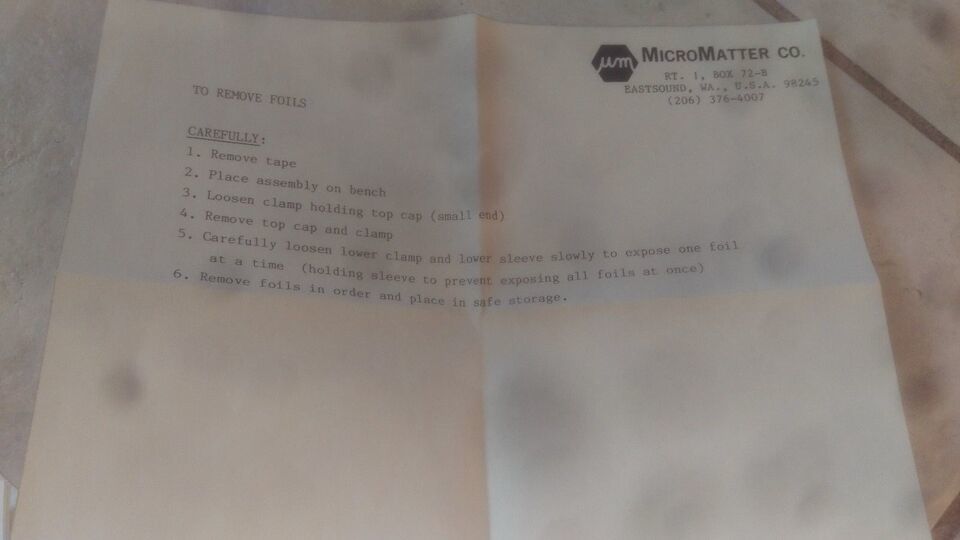 µm MICROMATTER CO.
RT. 1, BOX 72-B
EASTSOUND, WA., U.S.A. 98245
(206) 376-4007
TO REMOVE FOILS
CAREFULLY:
1. Remove tape
2. Place assembly on bench
3. Loosen clamp holding top cap (small end)
4. Remove top cap and clamp
5. Carefully loosen lower clamp and lower sleeve slowly to expose one foil
at a time (holding sleeve to prevent exposing all foils at once)
6. Remove foils in order and place in safe storage.